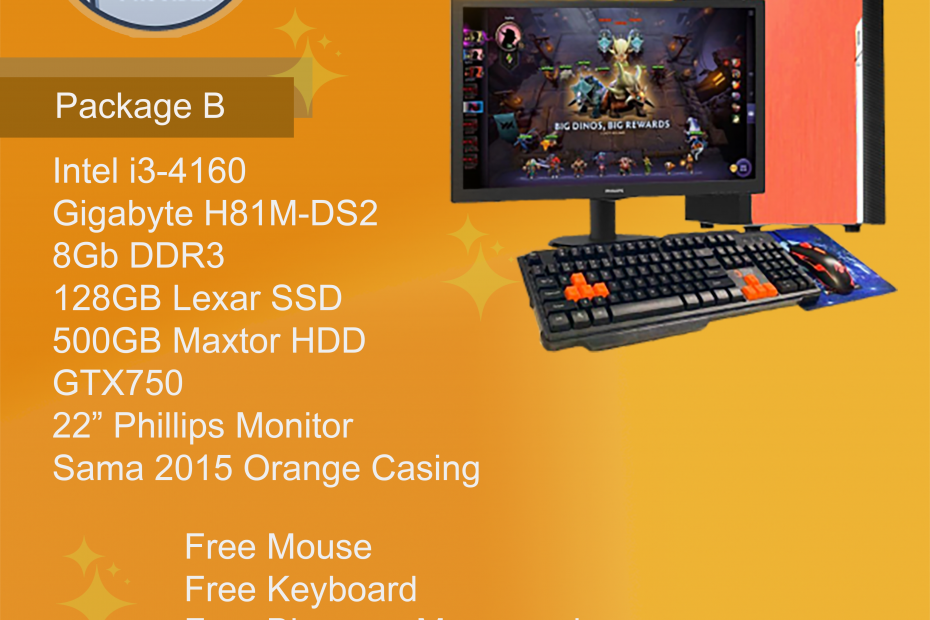 Package B
BIG DINOS, BIG REWARDS
PHILIPS
Intel i3-4160
Gigabyte H81M-DS2
8Gb DDR3
128GB Lexar SSD
500GB Maxtor HDD
GTX750
22” Phillips Monitor
Sama 2015 Orange Casing
Free Mouse
Free Keyboard